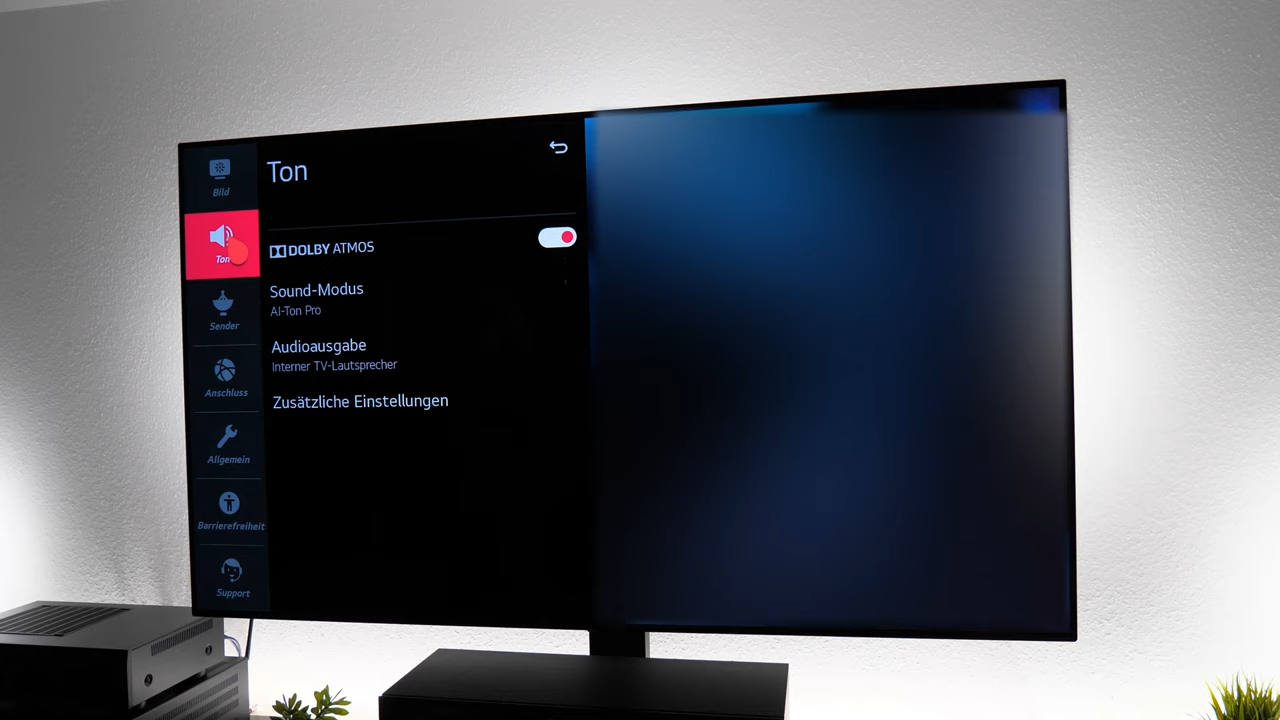 Bild
Ton
Sender
Anschluss
Allgemein
Barrierefreiheit
Support
Ton
DOLBY ATMOS
Sound-Modus
AI-Ton Pro
Audioausgabe
Interner TV-Lautsprecher
Zusätzliche Einstellungen